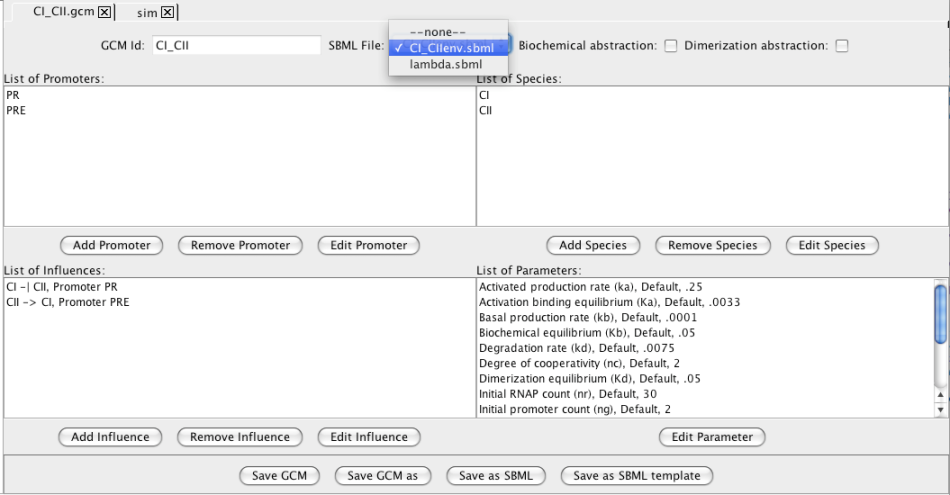 CI_CII.gcm sim
--none--
GCM Id: CI_CII SBML File: ✓ CI_CIIenv.sbml Biochemical abstraction: Dimerization abstraction:
lambda.sbml
List of Promoters: List of Species:
PR CI
PRE CII
Add Promoter Remove Promoter Edit Promoter Add Species Remove Species Edit Species
List of Influences: List of Parameters:
CI -| CII, Promoter PR Activated production rate (ka), Default, .25
CII -> CI, Promoter PRE Activation binding equilibrium (Ka), Default, .0033
Basal production rate (kb), Default, .0001
Biochemical equilibrium (Kb), Default, .05
Degradation rate (kd), Default, .0075
Degree of cooperativity (nc), Default, 2
Dimerization equilibrium (Kd), Default, .05
Initial RNAP count (nr), Default, 30
Initial promoter count (ng), Default, 2
Add Influence Remove Influence Edit Influence Edit Parameter
Save GCM Save GCM as Save as SBML Save as SBML template